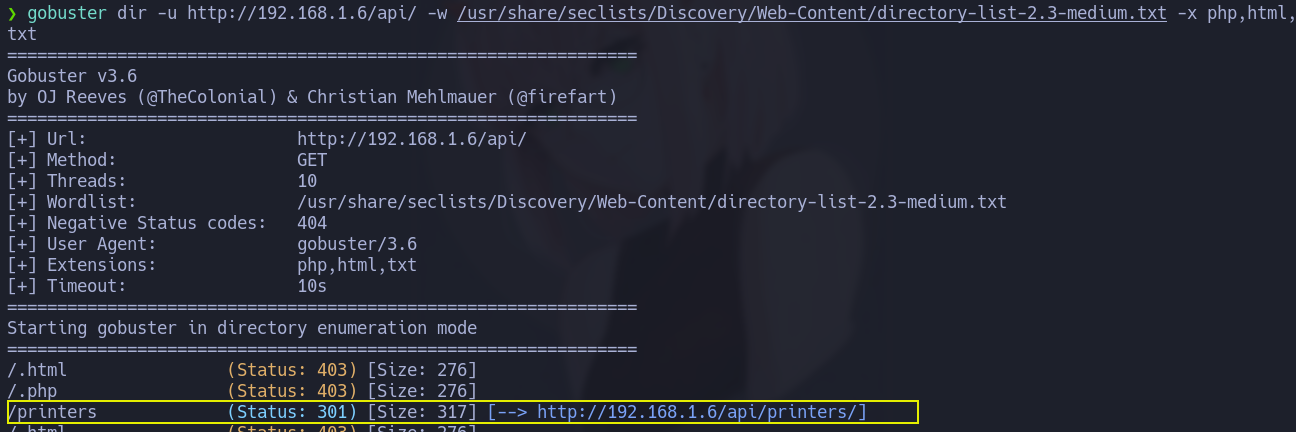 ❯ gobuster dir -u http://192.168.1.6/api/ -w /usr/share/seclists/Discovery/Web-Content/directory-list-2.3-medium.txt -x php,html,
txt
===============================================================
Gobuster v3.6
by OJ Reeves (@TheColonial) & Christian Mehlmauer (@firefart)
===============================================================
[+] Url:                     http://192.168.1.6/api/
[+] Method:                  GET
[+] Threads:                 10
[+] Wordlist:                /usr/share/seclists/Discovery/Web-Content/directory-list-2.3-medium.txt
[+] Negative Status codes:   404
[+] User Agent:              gobuster/3.6
[+] Extensions:              php,html,txt
[+] Timeout:                 10s
===============================================================
Starting gobuster in directory enumeration mode
===============================================================
/.html                (Status: 403) [Size: 276]
/.php                 (Status: 403) [Size: 276]
/printers             (Status: 301) [Size: 317] [--> http://192.168.1.6/api/printers/]
/.html                (Status: 403) [Size: 276]